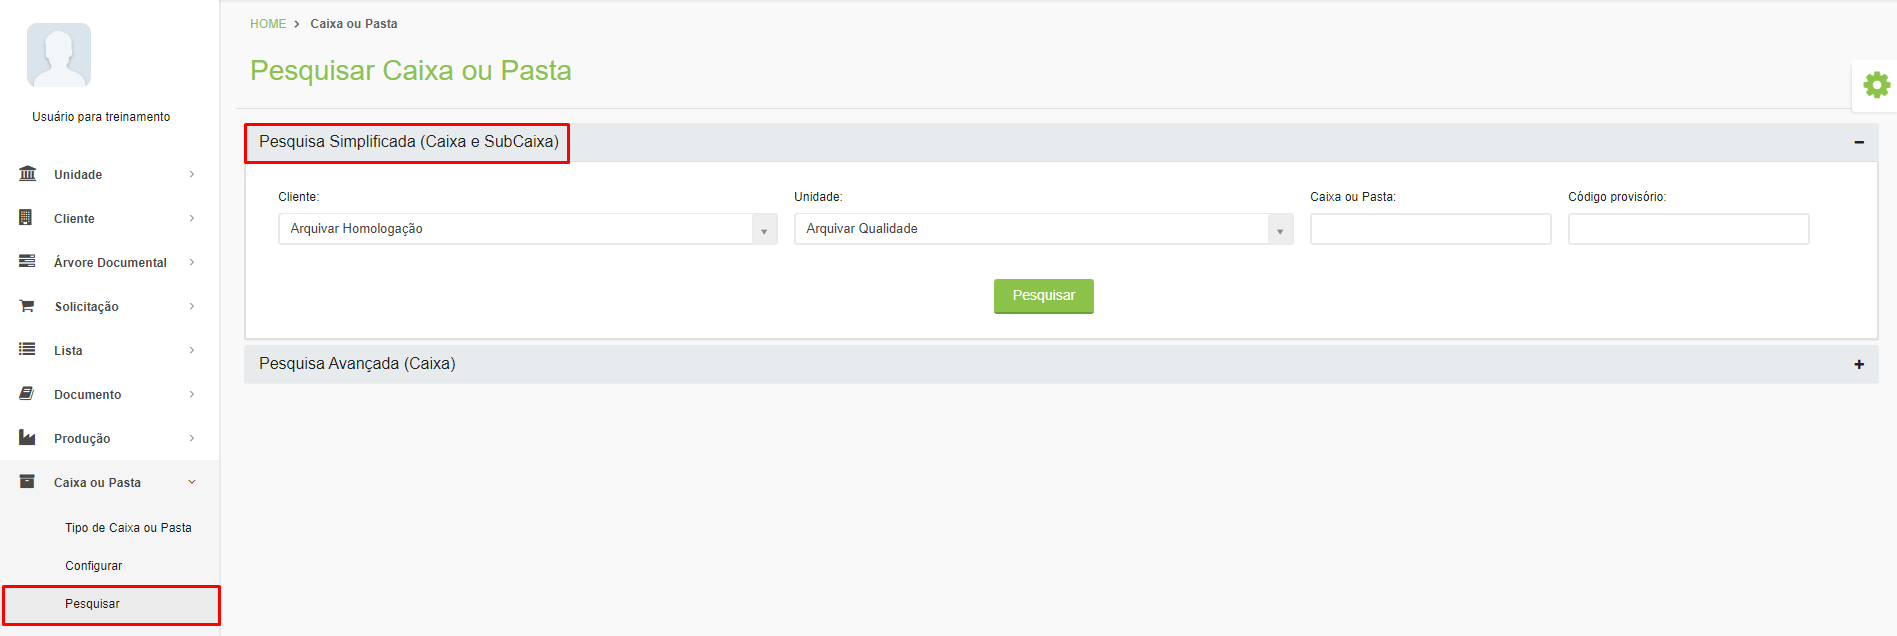 Usuário para treinamento
Unidade
Cliente
Árvore Documental
Solicitação
Lista
Documento
Produção
Caixa ou Pasta
Tipo de Caixa ou Pasta
Configurar
Pesquisar
HOME > Caixa ou Pasta
Pesquisar Caixa ou Pasta
Pesquisa Simplificada (Caixa e SubCaixa)
Cliente: Unidade: Caixa ou Pasta: Código provisório:
Arquivar Homologação Arquivar Qualidade
Pesquisar
Pesquisa Avançada (Caixa)